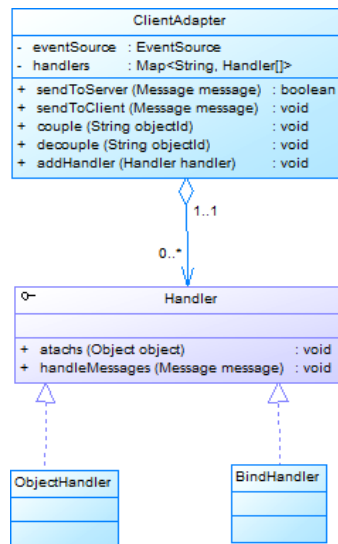 ClientAdapter
- eventSource : EventSource
- handlers : Map<String, Handler[]>
+ sendToServer (Message message) : boolean
+ sendToClient (Message message) : void
+ couple (String objectId) : void
+ decouple (String objectId) : void
+ addHandler (Handler handler) : void
1..1
0..*
Handler
+ atachs (Object object) : void
+ handleMessages (Message message) : void
ObjectHandler
BindHandler